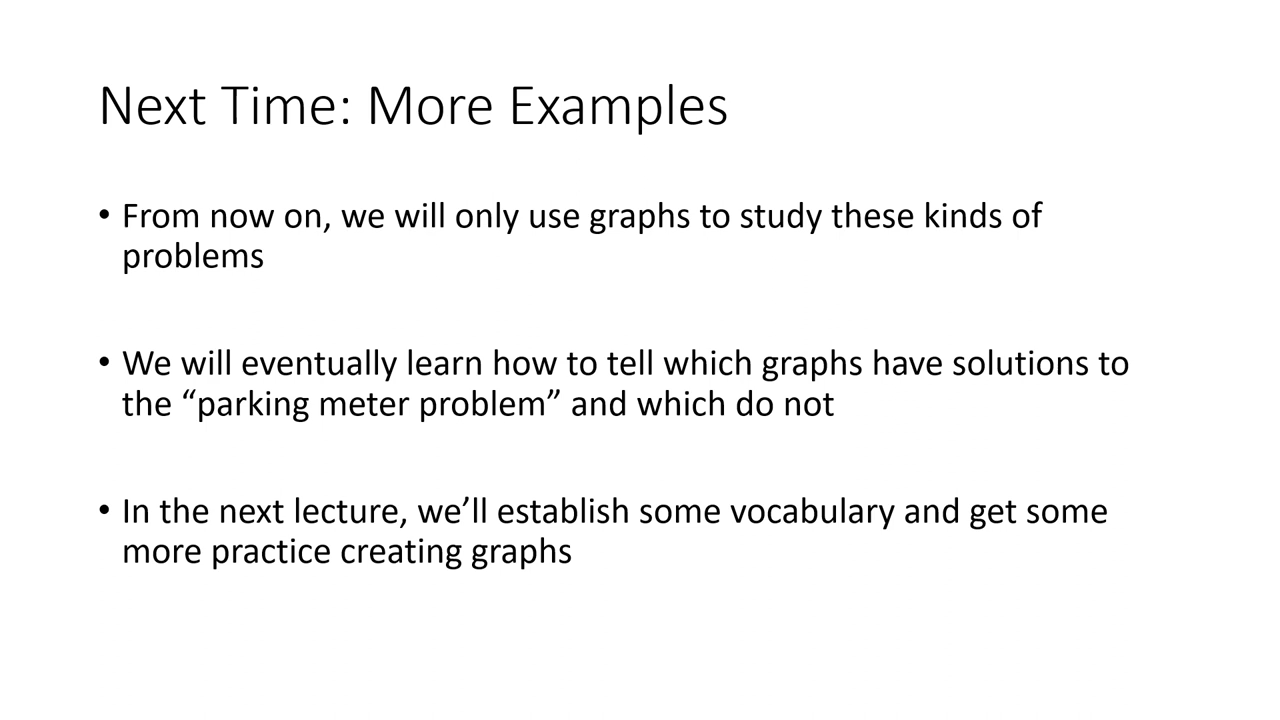 Next Time: More Examples
• From now on, we will only use graphs to study these kinds of
problems
• We will eventually learn how to tell which graphs have solutions to
the “parking meter problem” and which do not
• In the next lecture, we’ll establish some vocabulary and get some
more practice creating graphs